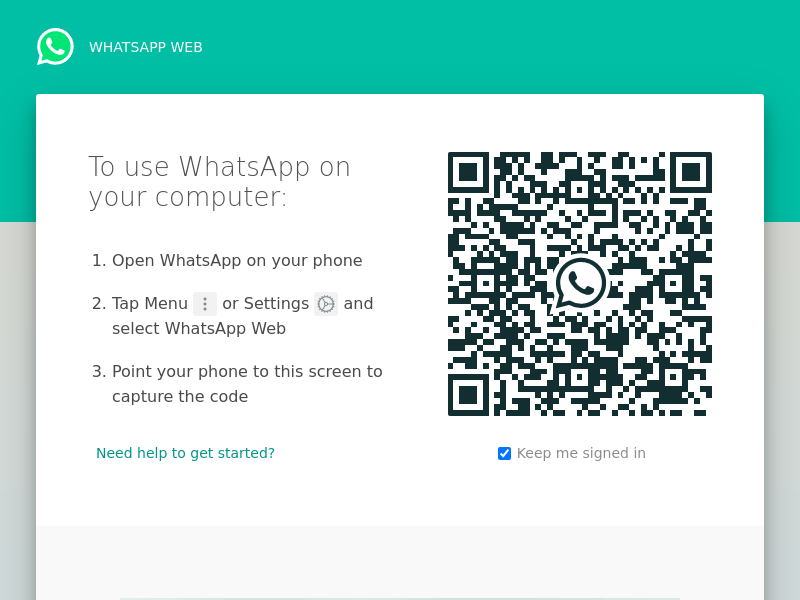 WHATSAPP WEB
To use WhatsApp on
your computer:
1. Open WhatsApp on your phone
2. Tap Menu or Settings and
select WhatsApp Web
3. Point your phone to this screen to
capture the code
Need help to get started?
Keep me signed in